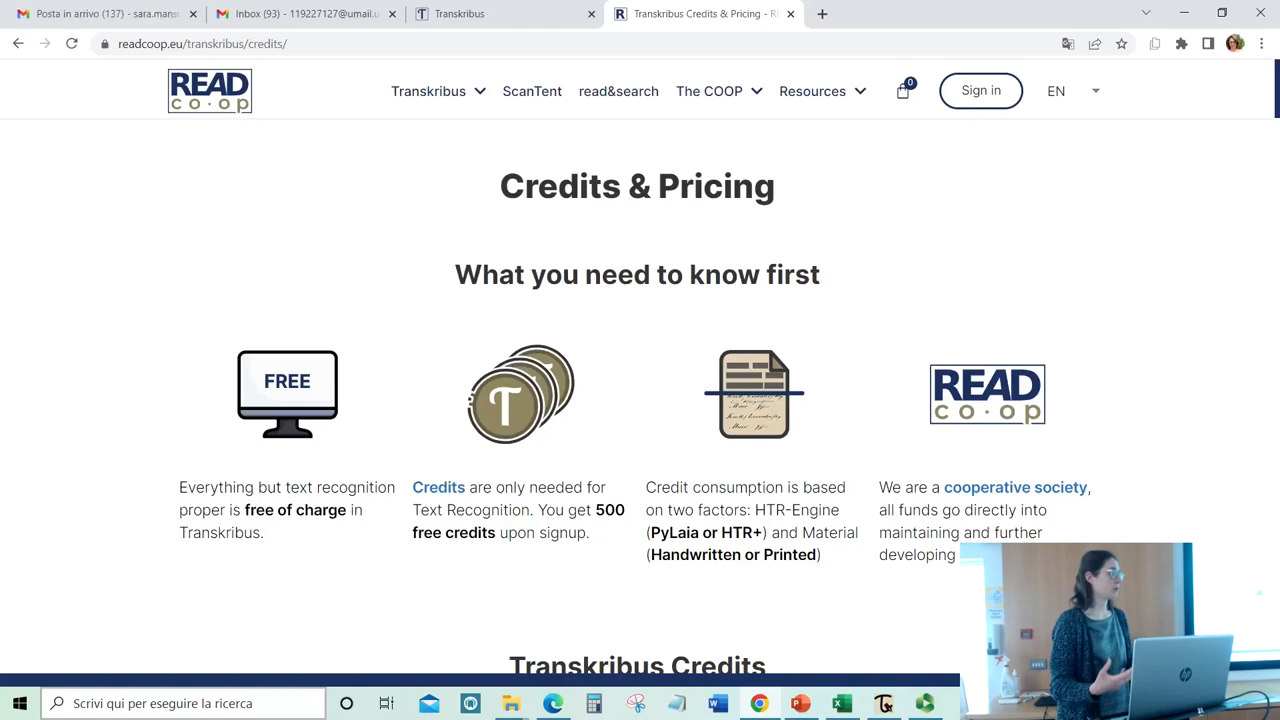 Posta in arrivo (137) - sara.mans
Inbox (93) - 119227127@umail.u
Transkribus
Transkribus Credits & Pricing - R
readcoop.eu/transkribus/credits/
READ
co·op
Transkribus
ScanTent
read&search
The COOP
Resources
0
Sign in
EN
Credits & Pricing
What you need to know first
FREE
T
READ
co·op
Everything but text recognition
proper is free of charge in
Transkribus.
Credits are only needed for
Text Recognition. You get 500
free credits upon signup.
Credit consumption is based
on two factors: HTR-Engine
(PyLaia or HTR+) and Material
(Handwritten or Printed)
We are a cooperative society,
all funds go directly into
maintaining and further
developing
Transkribus Credits
Scrivi qui per eseguire la ricerca